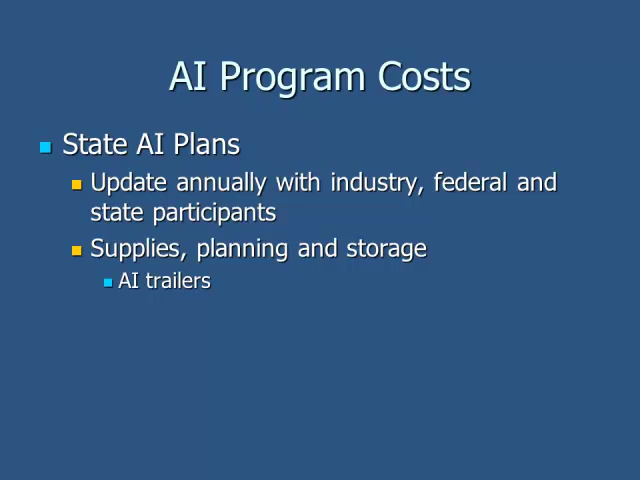 AI Program Costs
State AI Plans
Update annually with industry, federal and
state participants
Supplies, planning and storage
AI trailers